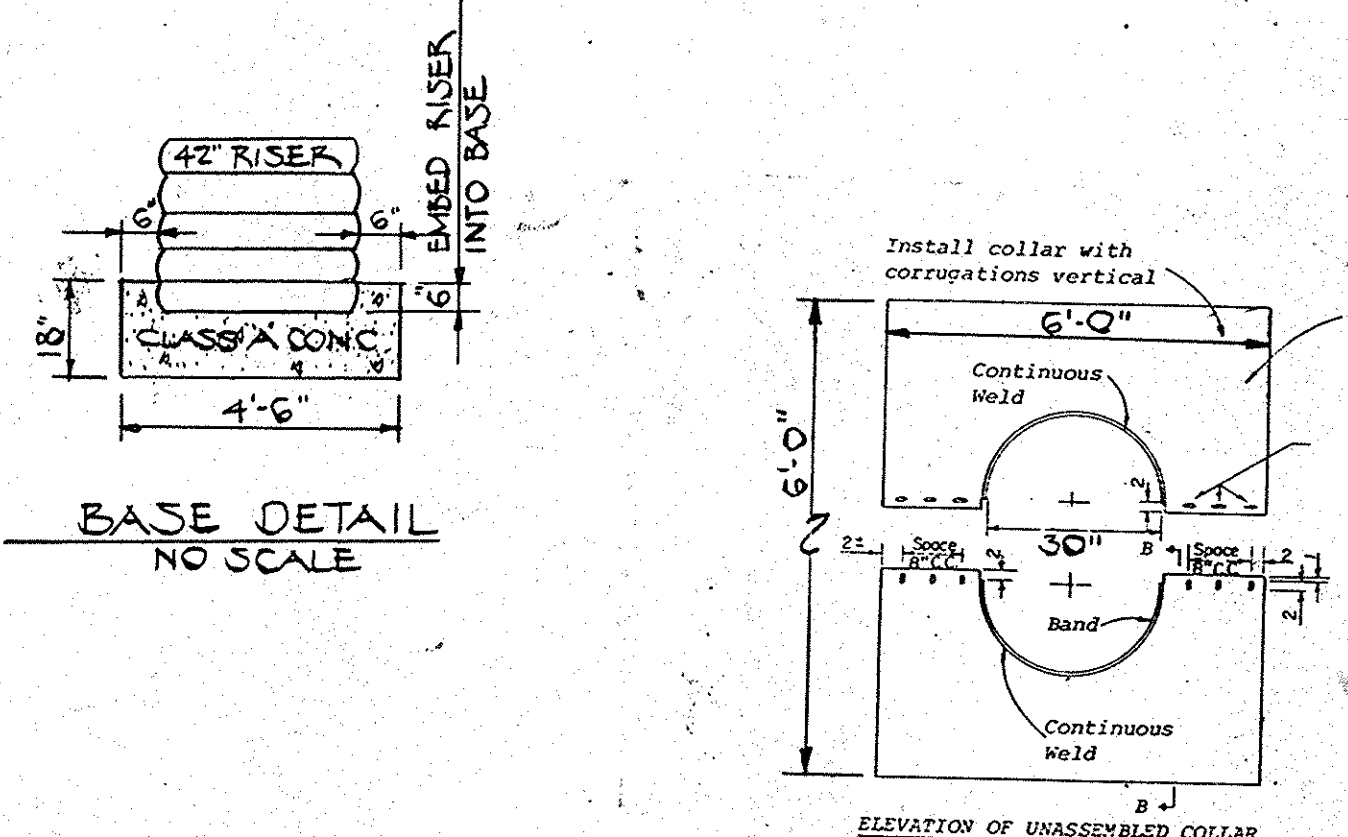 42" RISER
6"
6"
EMBED RISER
INTO BASE
6"
18"
CLASS A CONC
4'-6"
BASE DETAIL
NO SCALE
Install collar with
corrugations vertical
6'-0"
Continuous
Weld
6'-0"
2
30"
B
2±
Space
8" C.C.
2
Space
8" C.C.
2
2
Band
Continuous
Weld
B
ELEVATION OF UNASSEMBLED COLLAR